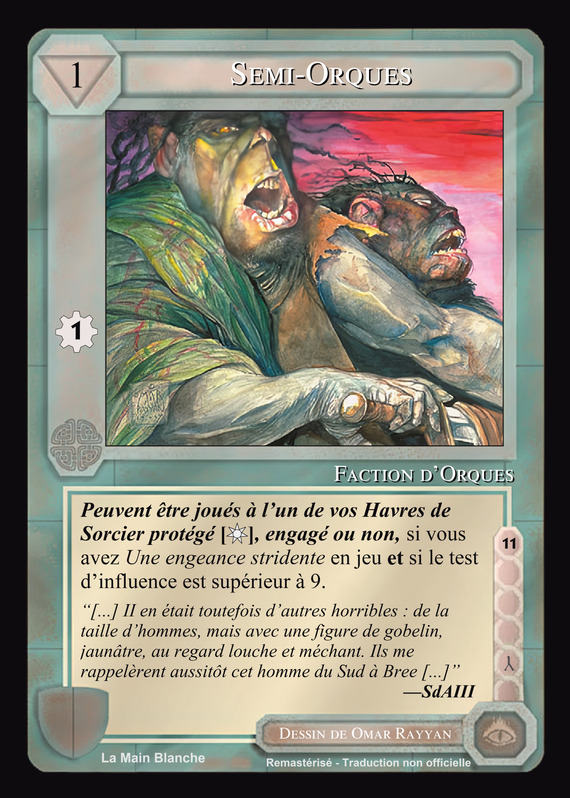 1
SEMI-ORQUES
1
FACTION D'ORQUES
Peuvent être joués à l'un de vos Havres de
Sorcier protégé [☼], engagé ou non, si vous
avez Une engeance stridente en jeu et si le test
d'influence est supérieur à 9.
11
“[...] II en était toutefois d'autres horribles : de la
taille d'hommes, mais avec une figure de gobelin,
jaunâtre, au regard louche et méchant. Ils me
rappelèrent aussitôt cet homme du Sud à Bree [...]”
—SdAIII
DESSIN DE OMAR RAYYAN
La Main Blanche
Remastérisé - Traduction non officielle